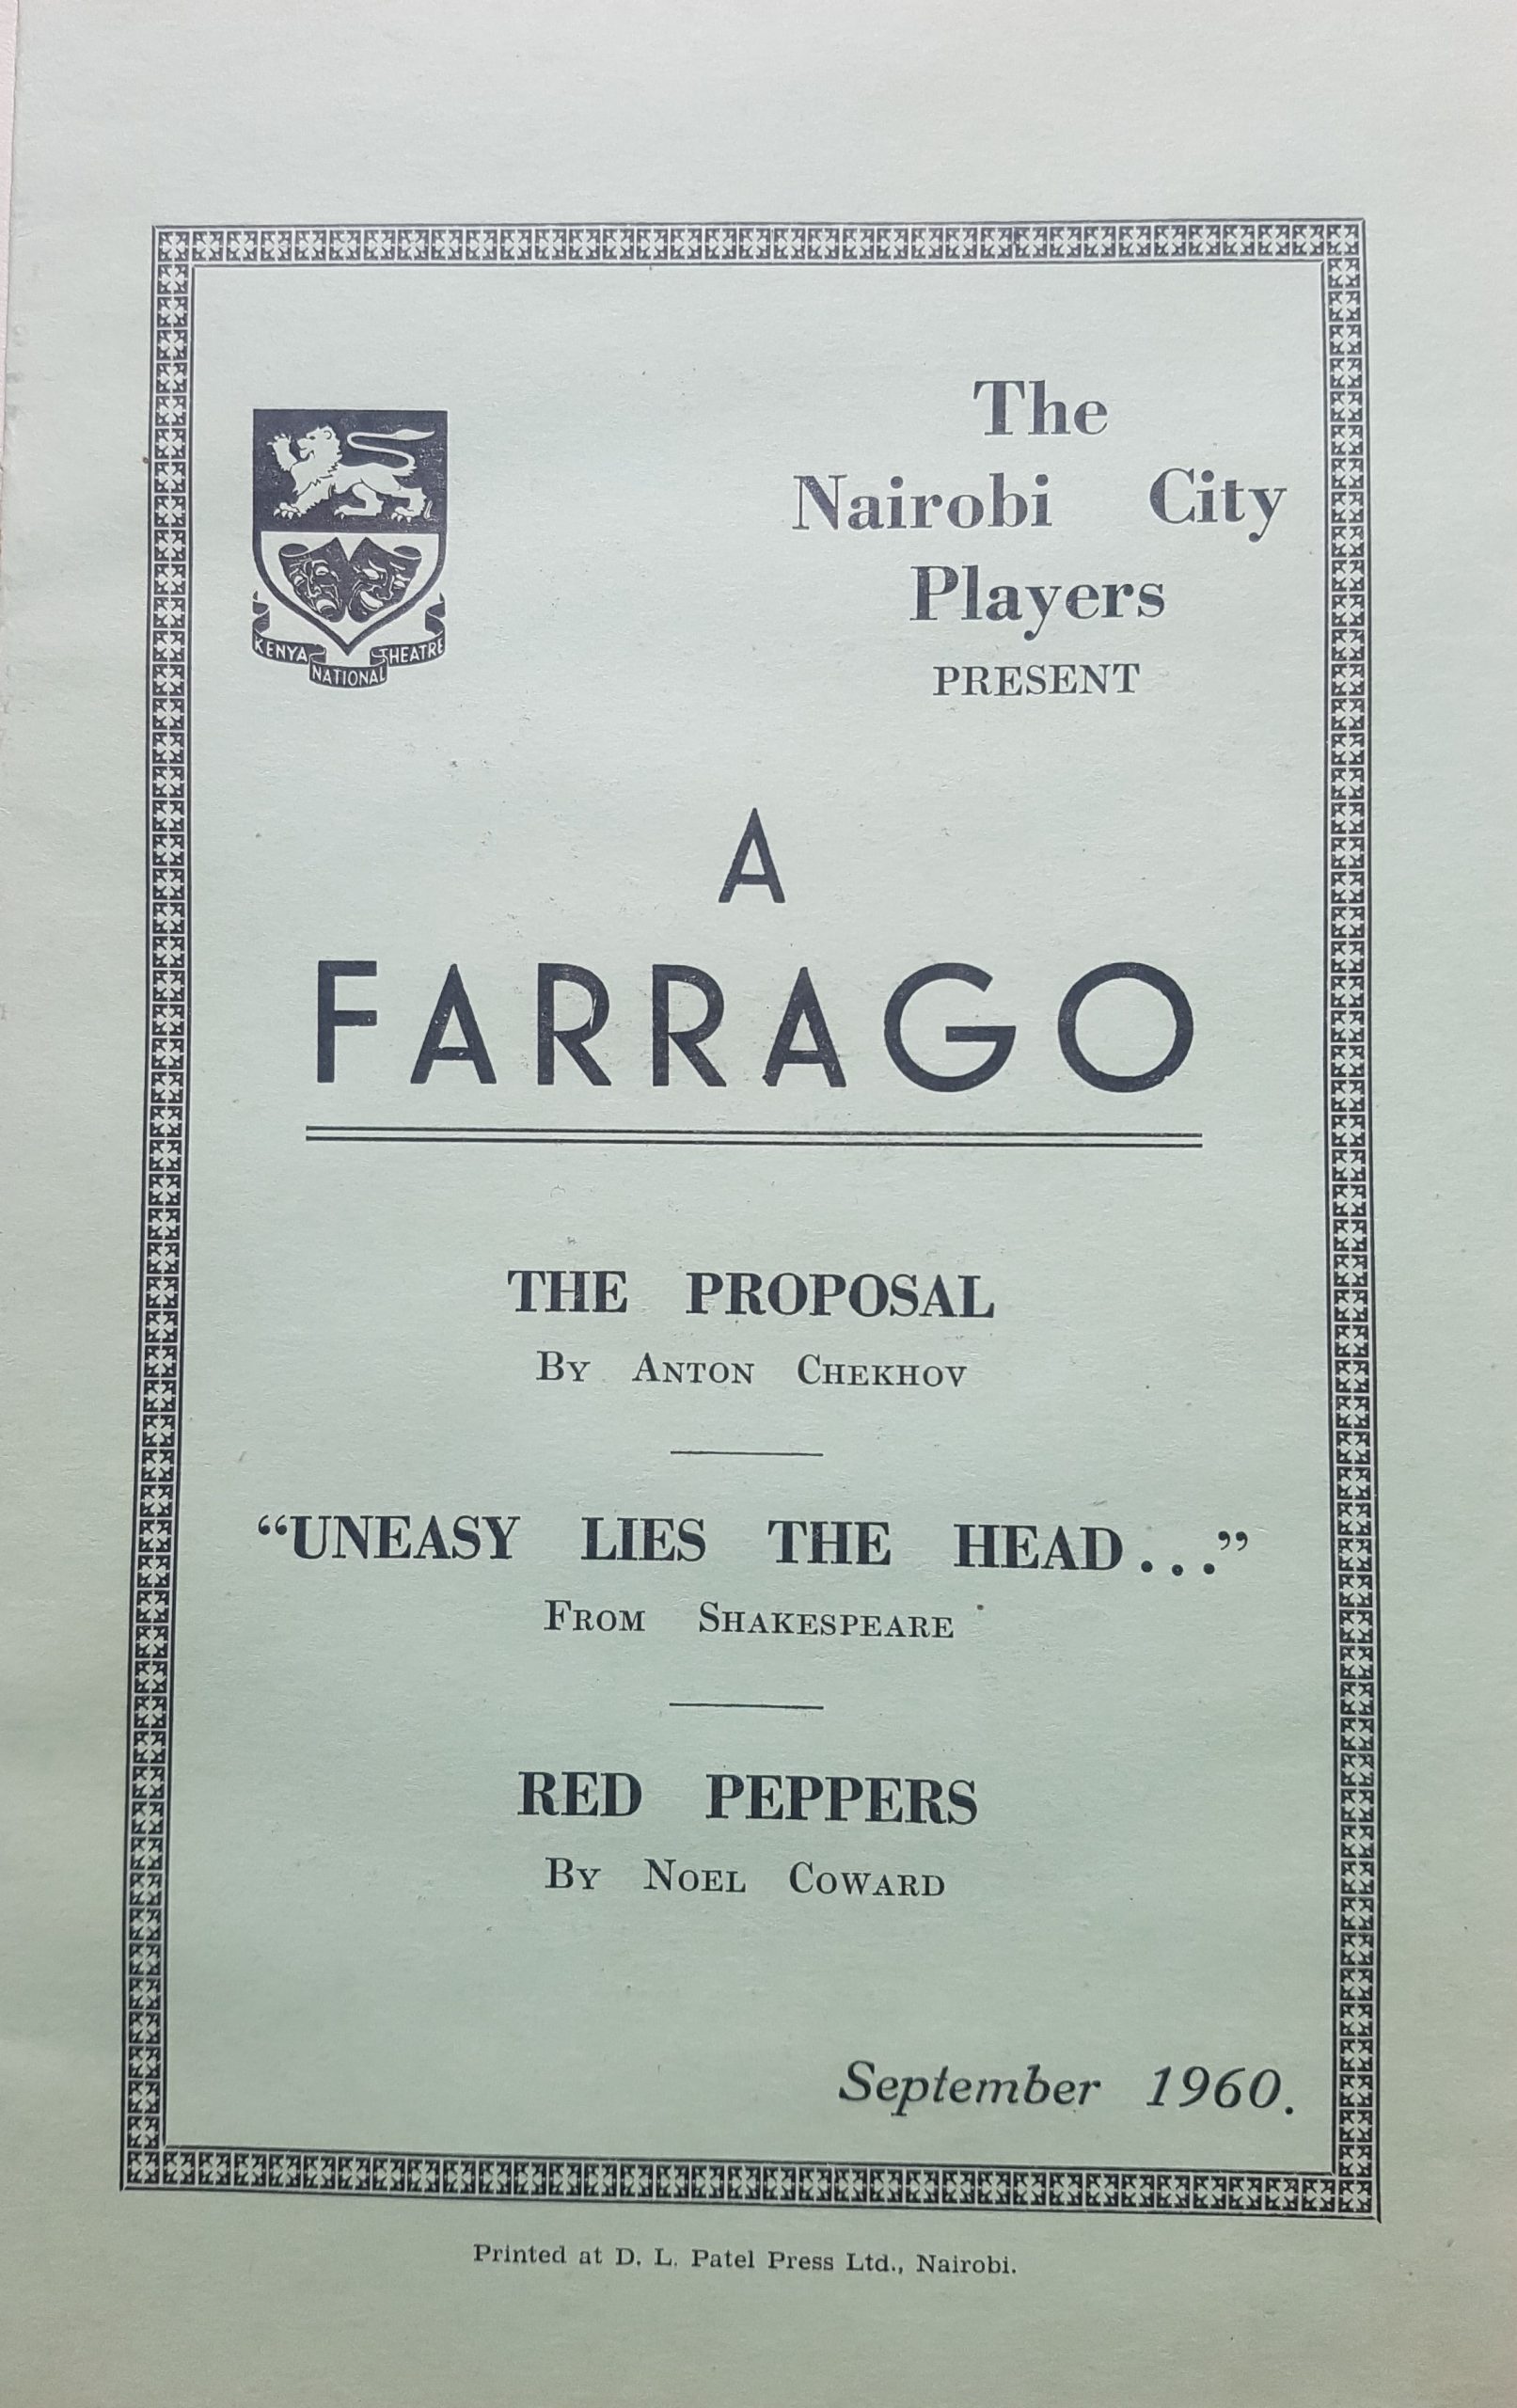 The
Nairobi City
Players
PRESENT
KENYA NATIONAL THEATRE
A
FARRAGO
THE PROPOSAL
BY ANTON CHEKHOV
“UNEASY LIES THE HEAD...”
FROM SHAKESPEARE
RED PEPPERS
BY NOEL COWARD
September 1960.
Printed at D. L. Patel Press Ltd., Nairobi.